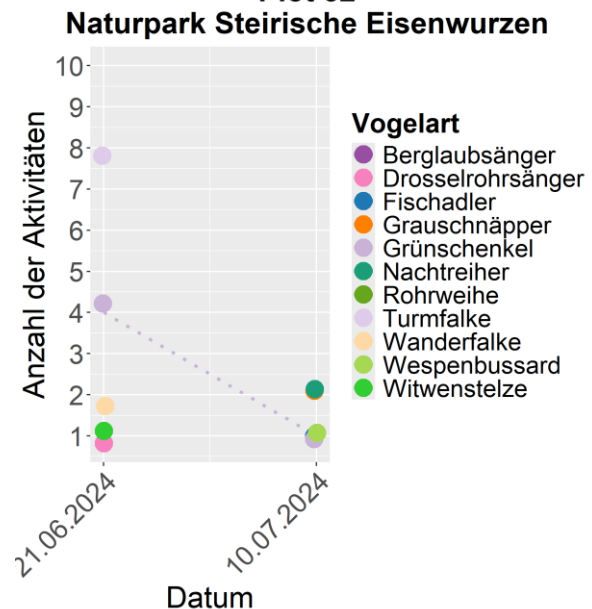 Naturpark Steirische Eisenwurzen
Anzahl der Aktivitäten
10
9
8
7
6
5
4
3
2
1
21.06.2024
10.07.2024
Datum
Vogelart
Berglaubsänger
Drosselrohrsänger
Fischadler
Grauschnäpper
Grünschenkel
Nachtreiher
Rohrweihe
Turmfalke
Wanderfalke
Wespenbussard
Witwenstelze